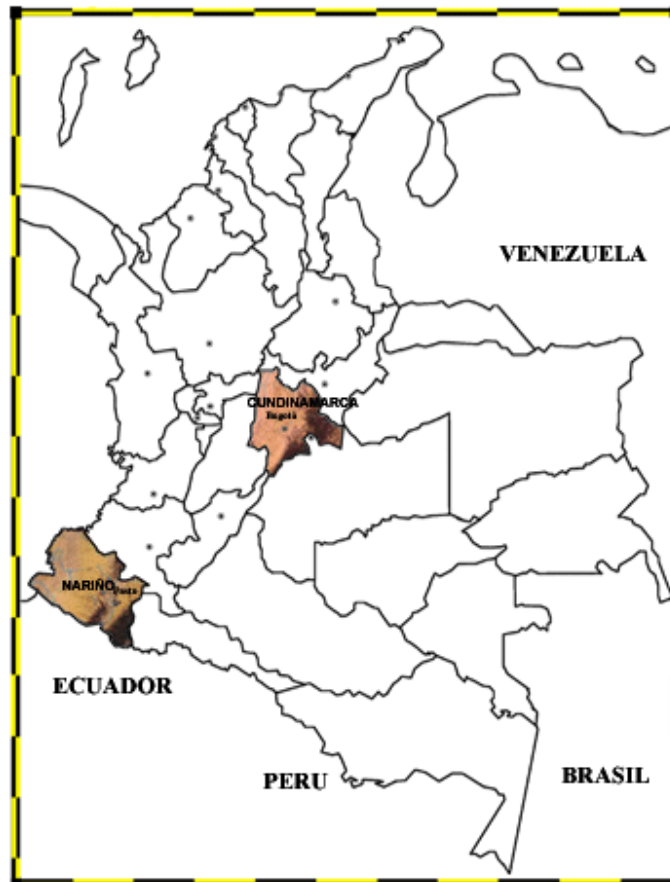 VENEZUELA
CUNDINAMARCA
Bogotá
NARIÑO
Pasto
ECUADOR
PERU
BRASIL